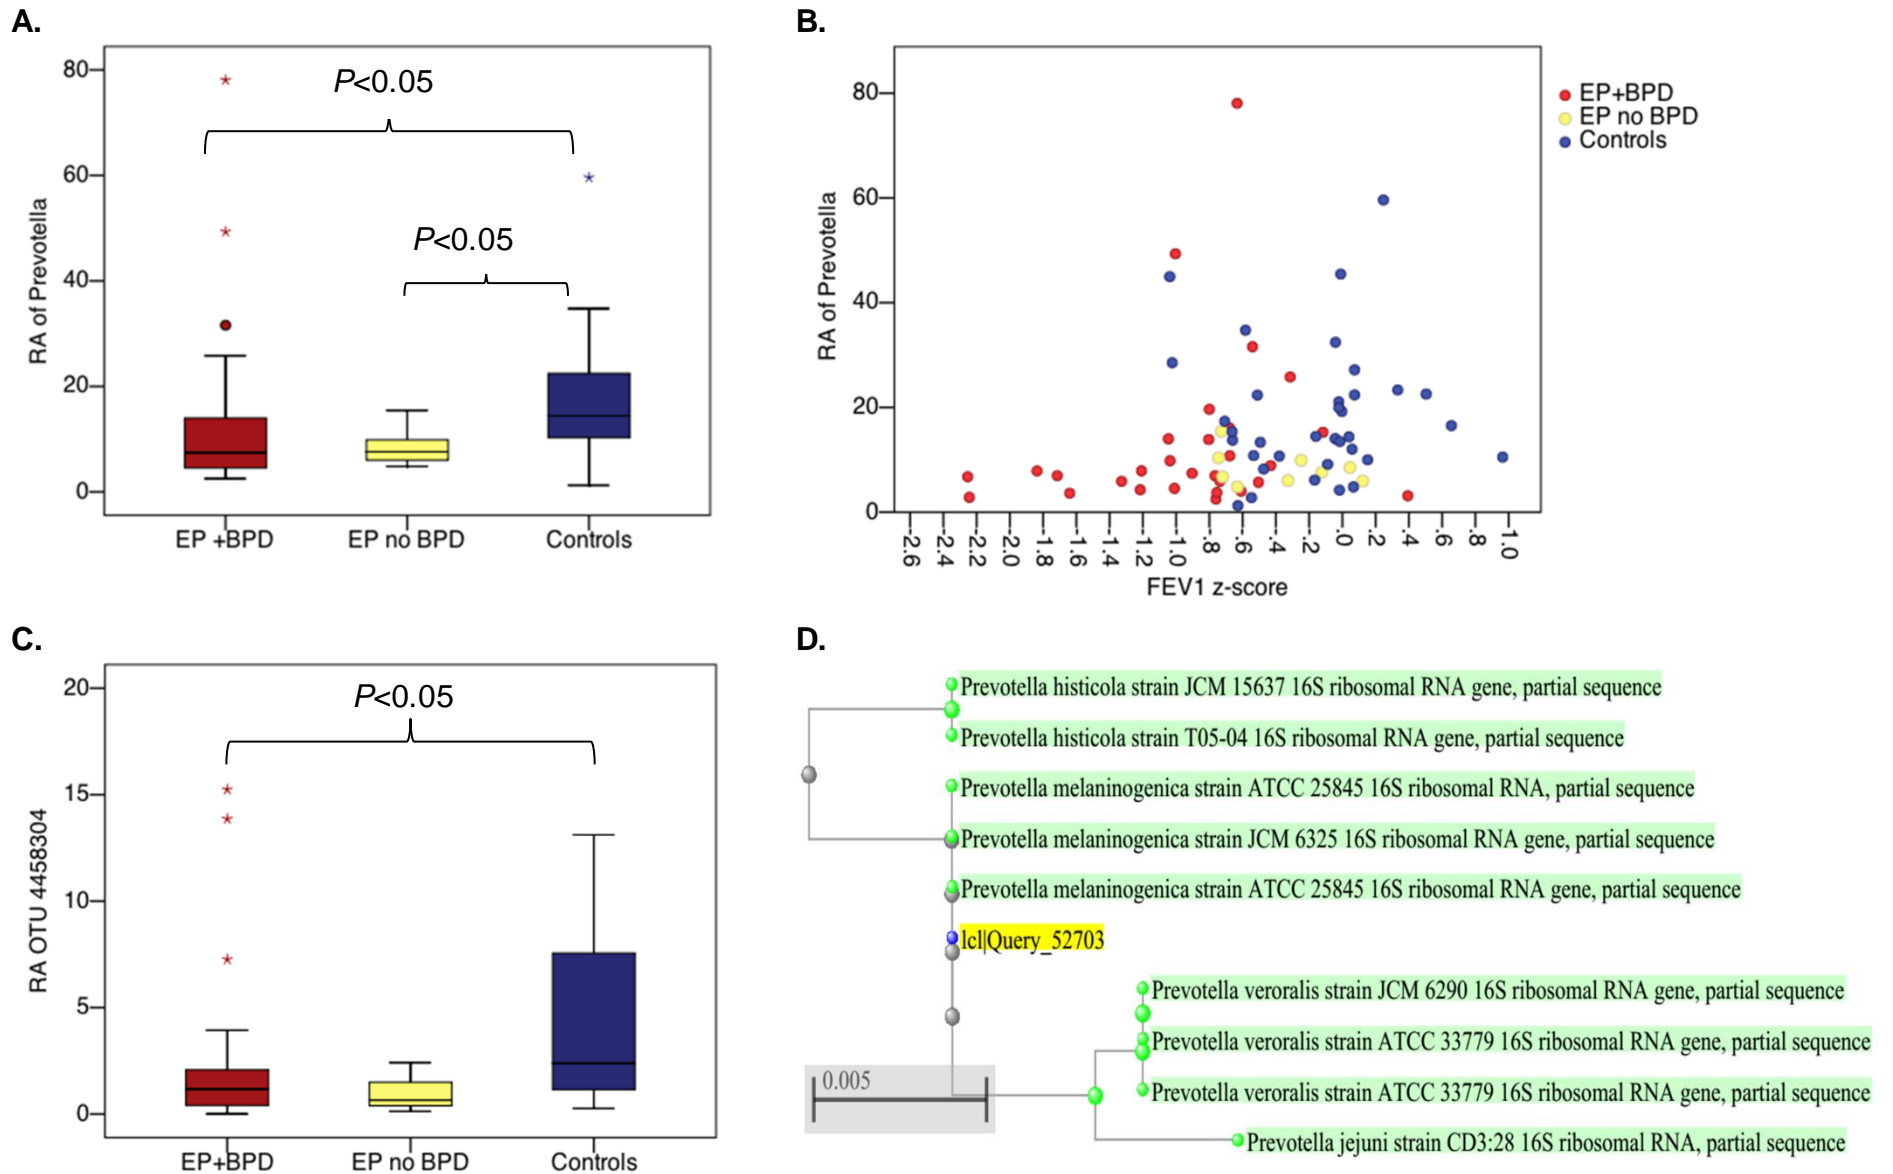 A.
80
60
40
20
0
RA of Prevotella
P<0.05
P<0.05
EP +BPD
EP no BPD
Controls
B.
80
60
40
20
0
RA of Prevotella
-2.6
-2.4
-2.2
-2.0
-1.8
-1.6
-1.4
-1.2
-1.0
-.8
-.6
-.4
-.2
.0
.2
.4
.6
.8
1.0
FEV1 z-score
EP+BPD
EP no BPD
Controls
C.
20
15
10
5
0
RA OTU 4458304
P<0.05
EP+BPD
EP no BPD
Controls
D.
Prevotella histicola strain JCM 15637 16S ribosomal RNA gene, partial sequence
Prevotella histicola strain T05-04 16S ribosomal RNA gene, partial sequence
Prevotella melaninogenica strain ATCC 25845 16S ribosomal RNA, partial sequence
Prevotella melaninogenica strain JCM 6325 16S ribosomal RNA gene, partial sequence
Prevotella melaninogenica strain ATCC 25845 16S ribosomal RNA gene, partial sequence
lcl|Query_52703
Prevotella veroralis strain JCM 6290 16S ribosomal RNA gene, partial sequence
Prevotella veroralis strain ATCC 33779 16S ribosomal RNA gene, partial sequence
Prevotella veroralis strain ATCC 33779 16S ribosomal RNA gene, partial sequence
Prevotella jejuni strain CD3:28 16S ribosomal RNA, partial sequence
0.005